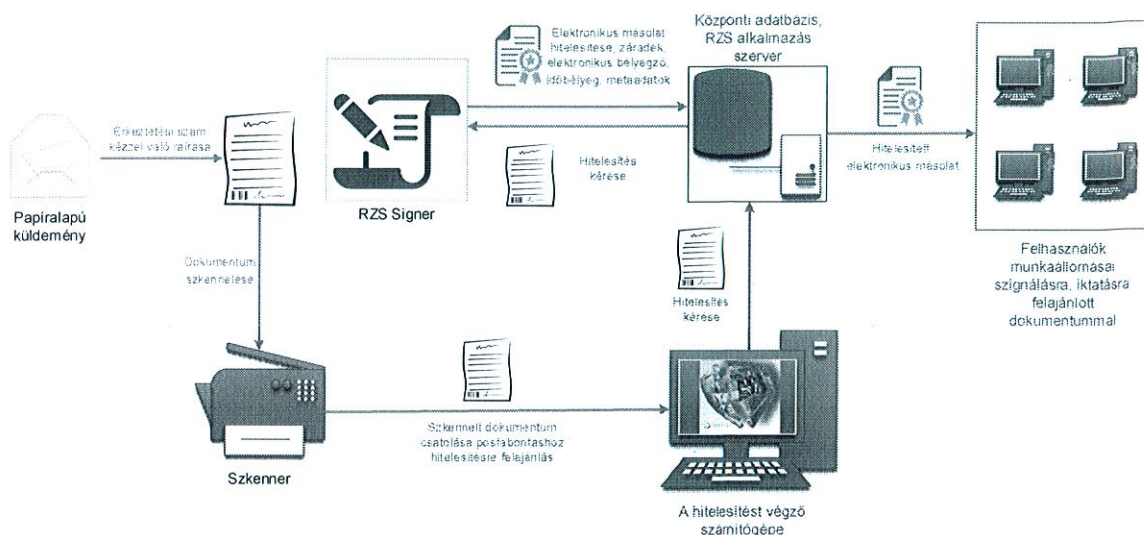 Papíralapú
küldemény
Érkeztetési szám
kézzel való ráírása
Dokumentum
szkennelése
Szkenner
Szkennelt dokumentum
csatolása postabontáshoz
hitelesítésre felajánlás
A hitelesítést végző
számítógépe
Hitelesítés
kérése
Központi adatbázis,
RZS alkalmazás
szerver
Hitelesítés
kérése
RZS Signer
Elektronikus másolat
hitelesítése, záradék,
elektronikus bélyegző,
időbélyeg, metaadatok
Hitelesített
elektronikus másolat
Felhasználók
munkaállomásai
szignálásra, iktatásra
felajánlott
dokumentummal